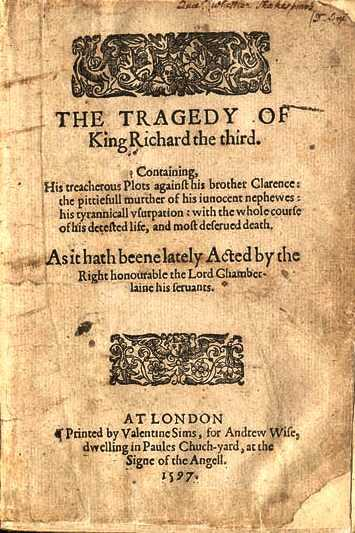 THE TRAGEDY OF
King Richard the third.
Containing,
His treacherous Plots againſt his brother Clarence:
the pittiefull murther of his iunocent nephewes:
his tyrannicall vſurpation: with the whole courſe
of his deteſted life, and moſt deſerued death.
As it hath beene lately Acted by the
Right honourable the Lord Chamber-
laine his ſeruants.
AT LONDON
Printed by Valentine Sims, for Andrew Wiſe,
dwelling in Paules Chuch-yard, at the
Signe of the Angell.
1597.